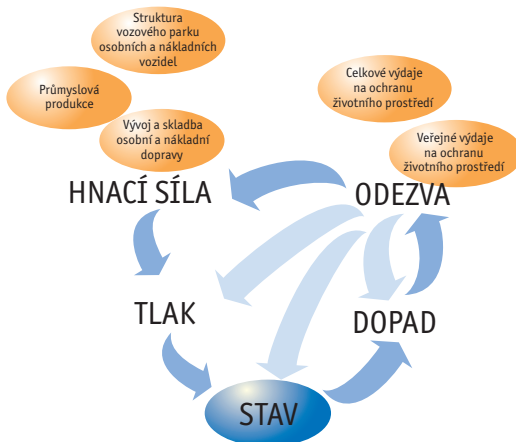 Struktura
vozového parku
osobních a nákladních
vozidel
Průmyslová
produkce
Vývoj a skladba
osobní a nákladní
dopravy
Celkové výdaje
na ochranu
životního prostředí
Veřejné výdaje
na ochranu
životního prostředí
HNACÍ SÍLA
ODEZVA
TLAK
DOPAD
STAV